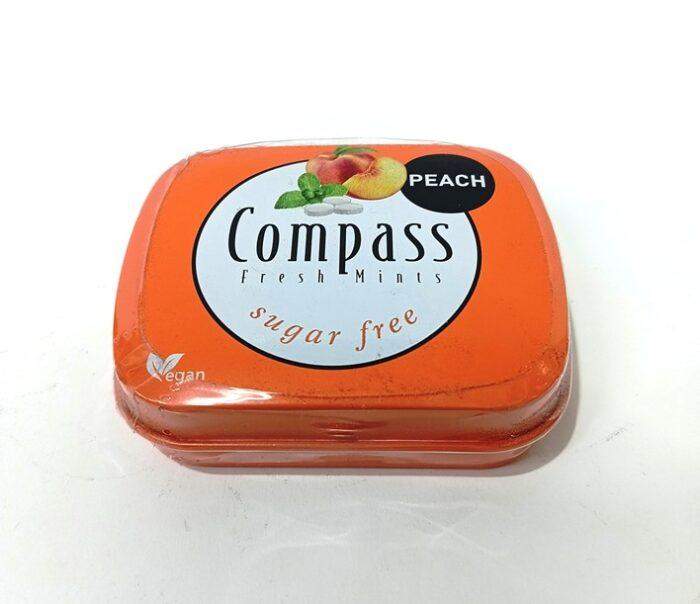 PEACH
Compass
Fresh Mints
sugar free
Vegan